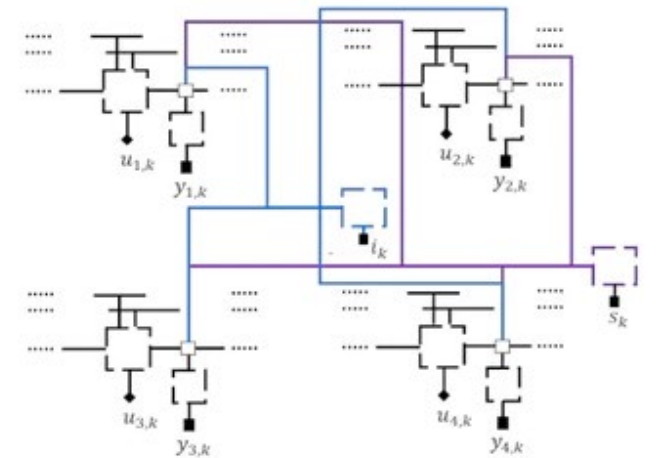 u₁,ₖ
y₁,ₖ
u₂,ₖ
y₂,ₖ
iₖ
sₖ
u₃,ₖ
y₃,ₖ
u₄,ₖ
y₄,ₖ